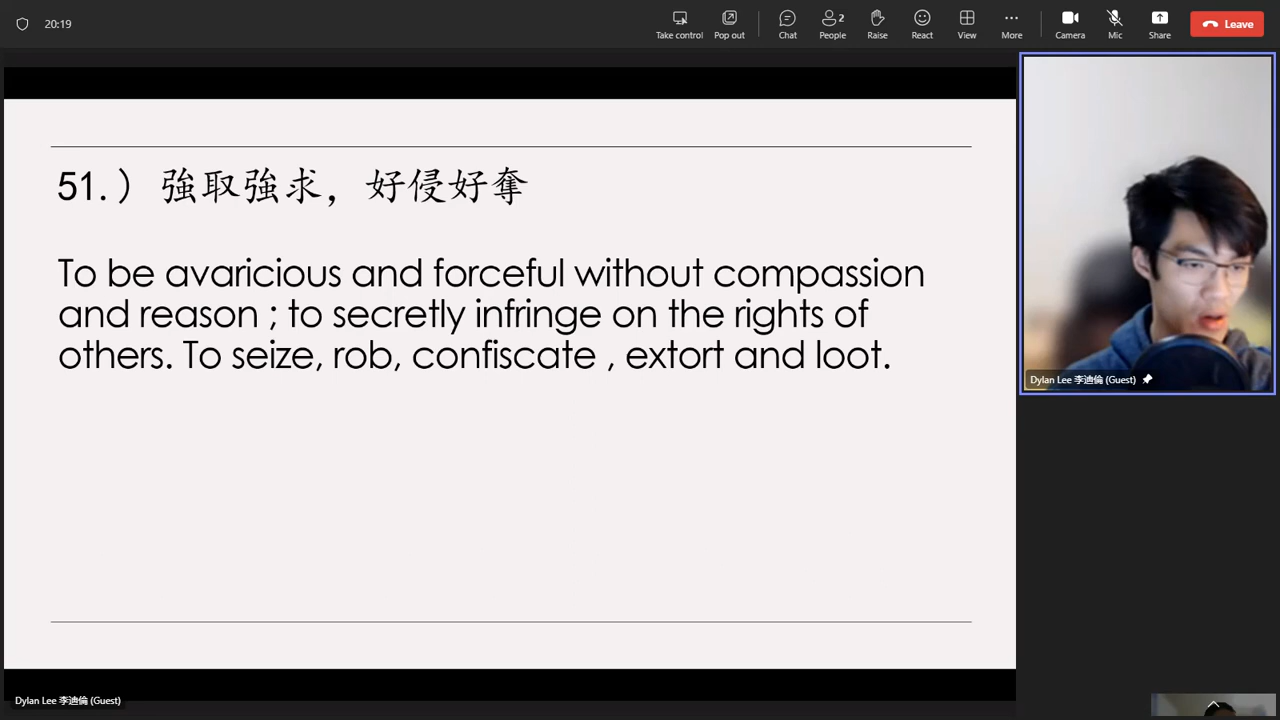 20:19
Take control
Pop out
Chat
2
People
Raise
React
View
More
Camera
Mic
Share
Leave
51.）強取強求，好侵好奪
To be avaricious and forceful without compassion
and reason ; to secretly infringe on the rights of
others. To seize, rob, confiscate , extort and loot.
Dylan Lee 李迪倫 (Guest)
Dylan Lee 李迪倫 (Guest)